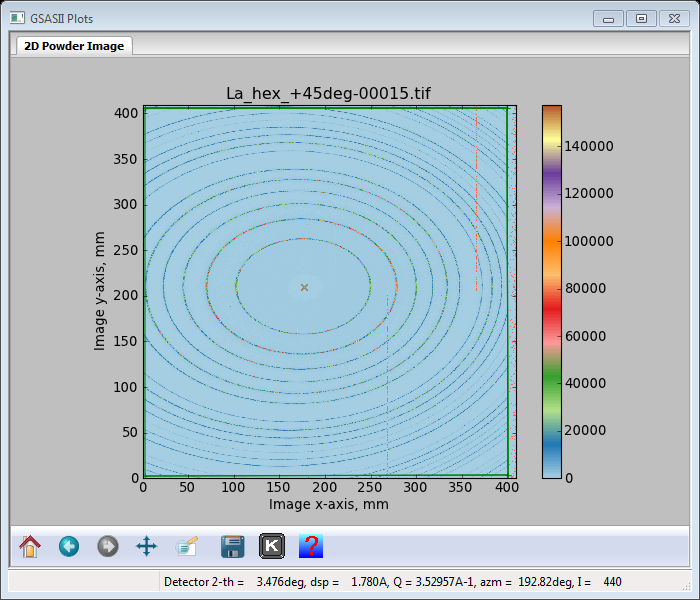 GSASII Plots
2D Powder Image
La_hex_+45deg-00015.tif
400
350
300
250
200
150
100
50
0
Image y-axis, mm
0 50 100 150 200 250 300 350 400
Image x-axis, mm
140000
120000
100000
80000
60000
40000
20000
0
K ?
Detector 2-th = 3.476deg, dsp = 1.780A, Q = 3.52957A-1, azm = 192.82deg, I = 440